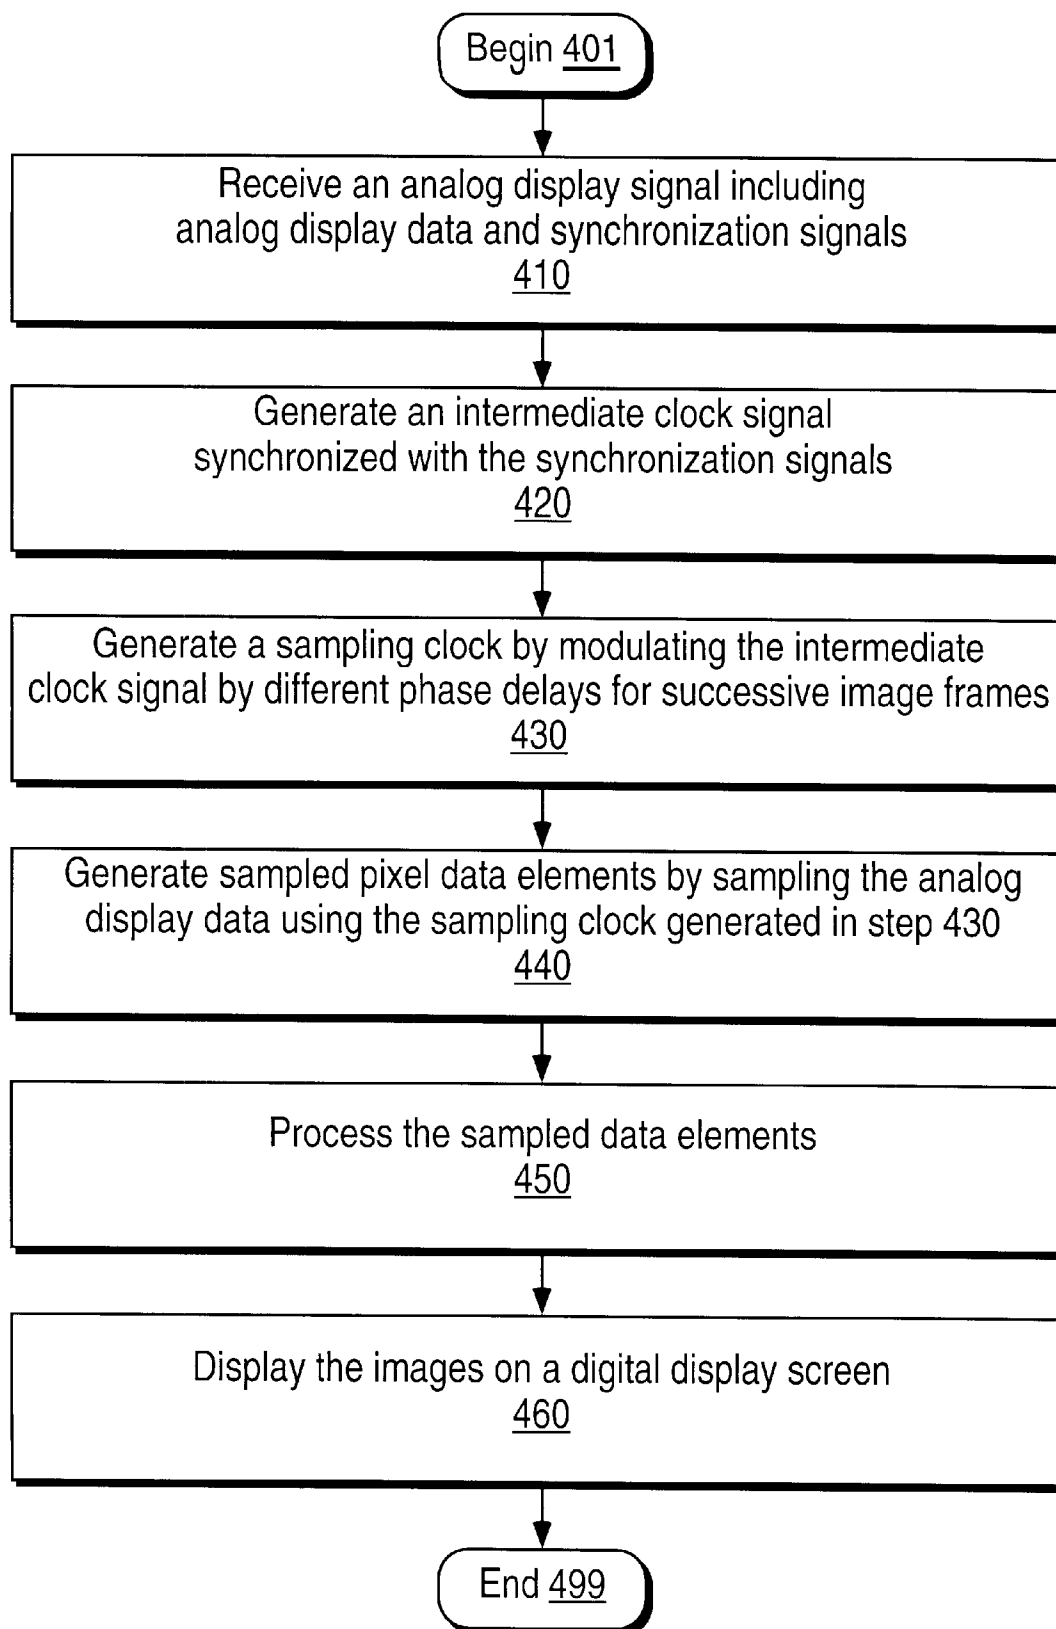 Begin 401
Receive an analog display signal including
analog display data and synchronization signals
410
Generate an intermediate clock signal
synchronized with the synchronization signals
420
Generate a sampling clock by modulating the intermediate
clock signal by different phase delays for successive image frames
430
Generate sampled pixel data elements by sampling the analog
display data using the sampling clock generated in step 430
440
Process the sampled data elements
450
Display the images on a digital display screen
460
End 499